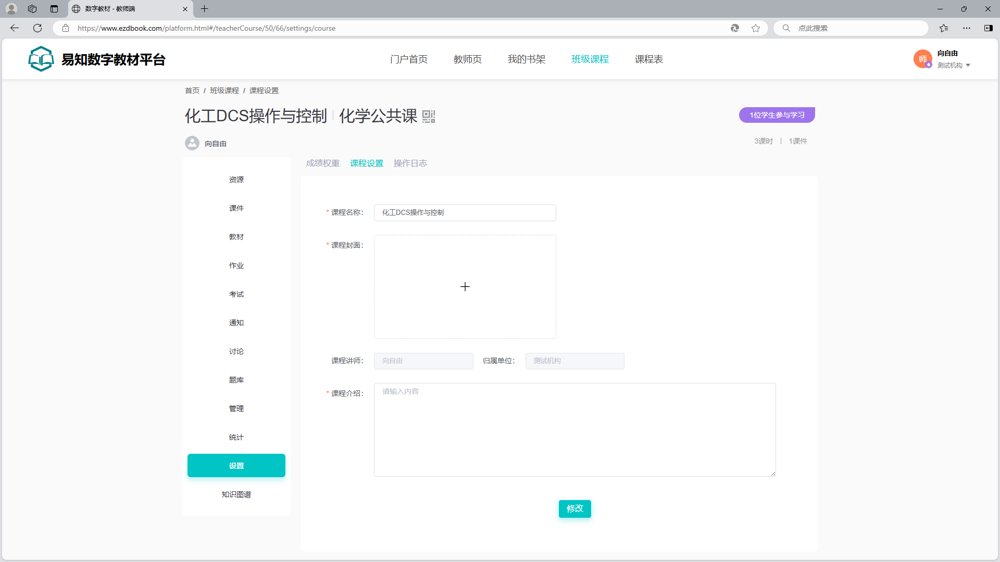 数字教材 - 教师端
https://www.ezdbook.com/platform.html#/teacherCourse/50/66/settings/course
点此搜索
易知数字教材平台
门户首页 教师页 我的书架 班级课程 课程表
师
向自由
测试机构
首页 / 班级课程 / 课程设置
化工DCS操作与控制 化学公共课
1位学生参与学习
向自由
3课时 | 1课件
成绩权重 课程设置 操作日志
资源
课件
教材
作业
考试
通知
讨论
题库
管理
统计
设置
知识图谱
* 课程名称： 化工DCS操作与控制
* 课程封面：
课程讲师： 向自由 归属单位： 测试机构
* 课程介绍： 请输入内容
修改